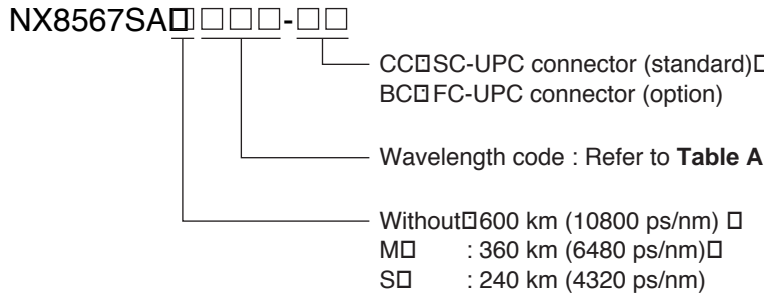 NX8567SA□□□□-□□
CC□SC-UPC connector (standard)□
BC□FC-UPC connector (option)
Wavelength code : Refer to Table A
Without□600 km (10800 ps/nm) □
M□ : 360 km (6480 ps/nm)□
S□ : 240 km (4320 ps/nm)